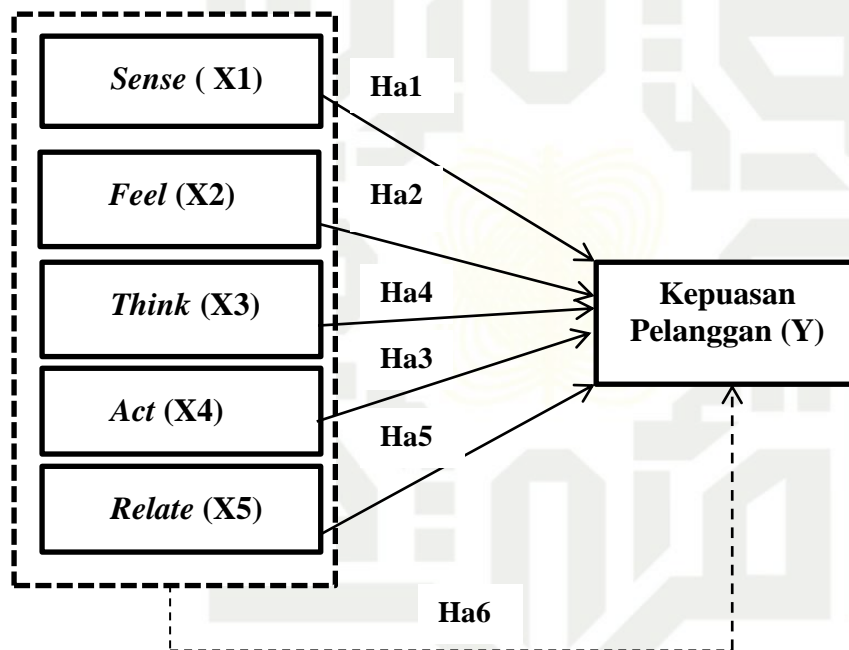 Sense ( X1)
Ha1
Feel (X2)
Ha2
Think (X3)
Ha4
Kepuasan
Pelanggan (Y)
Ha3
Act (X4)
Ha5
Relate (X5)
Ha6